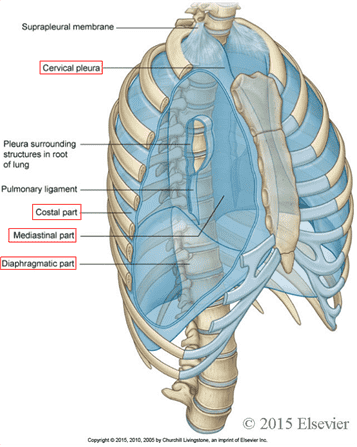 Suprapleural membrane
Cervical pleura
Pleura surrounding
structures in root
of lung
Pulmonary ligament
Costal part
Mediastinal part
Diaphragmatic part
© 2015 Elsevier
Copyright © 2015, 2010, 2005 by Churchill Livingstone, an imprint of Elsevier Inc.